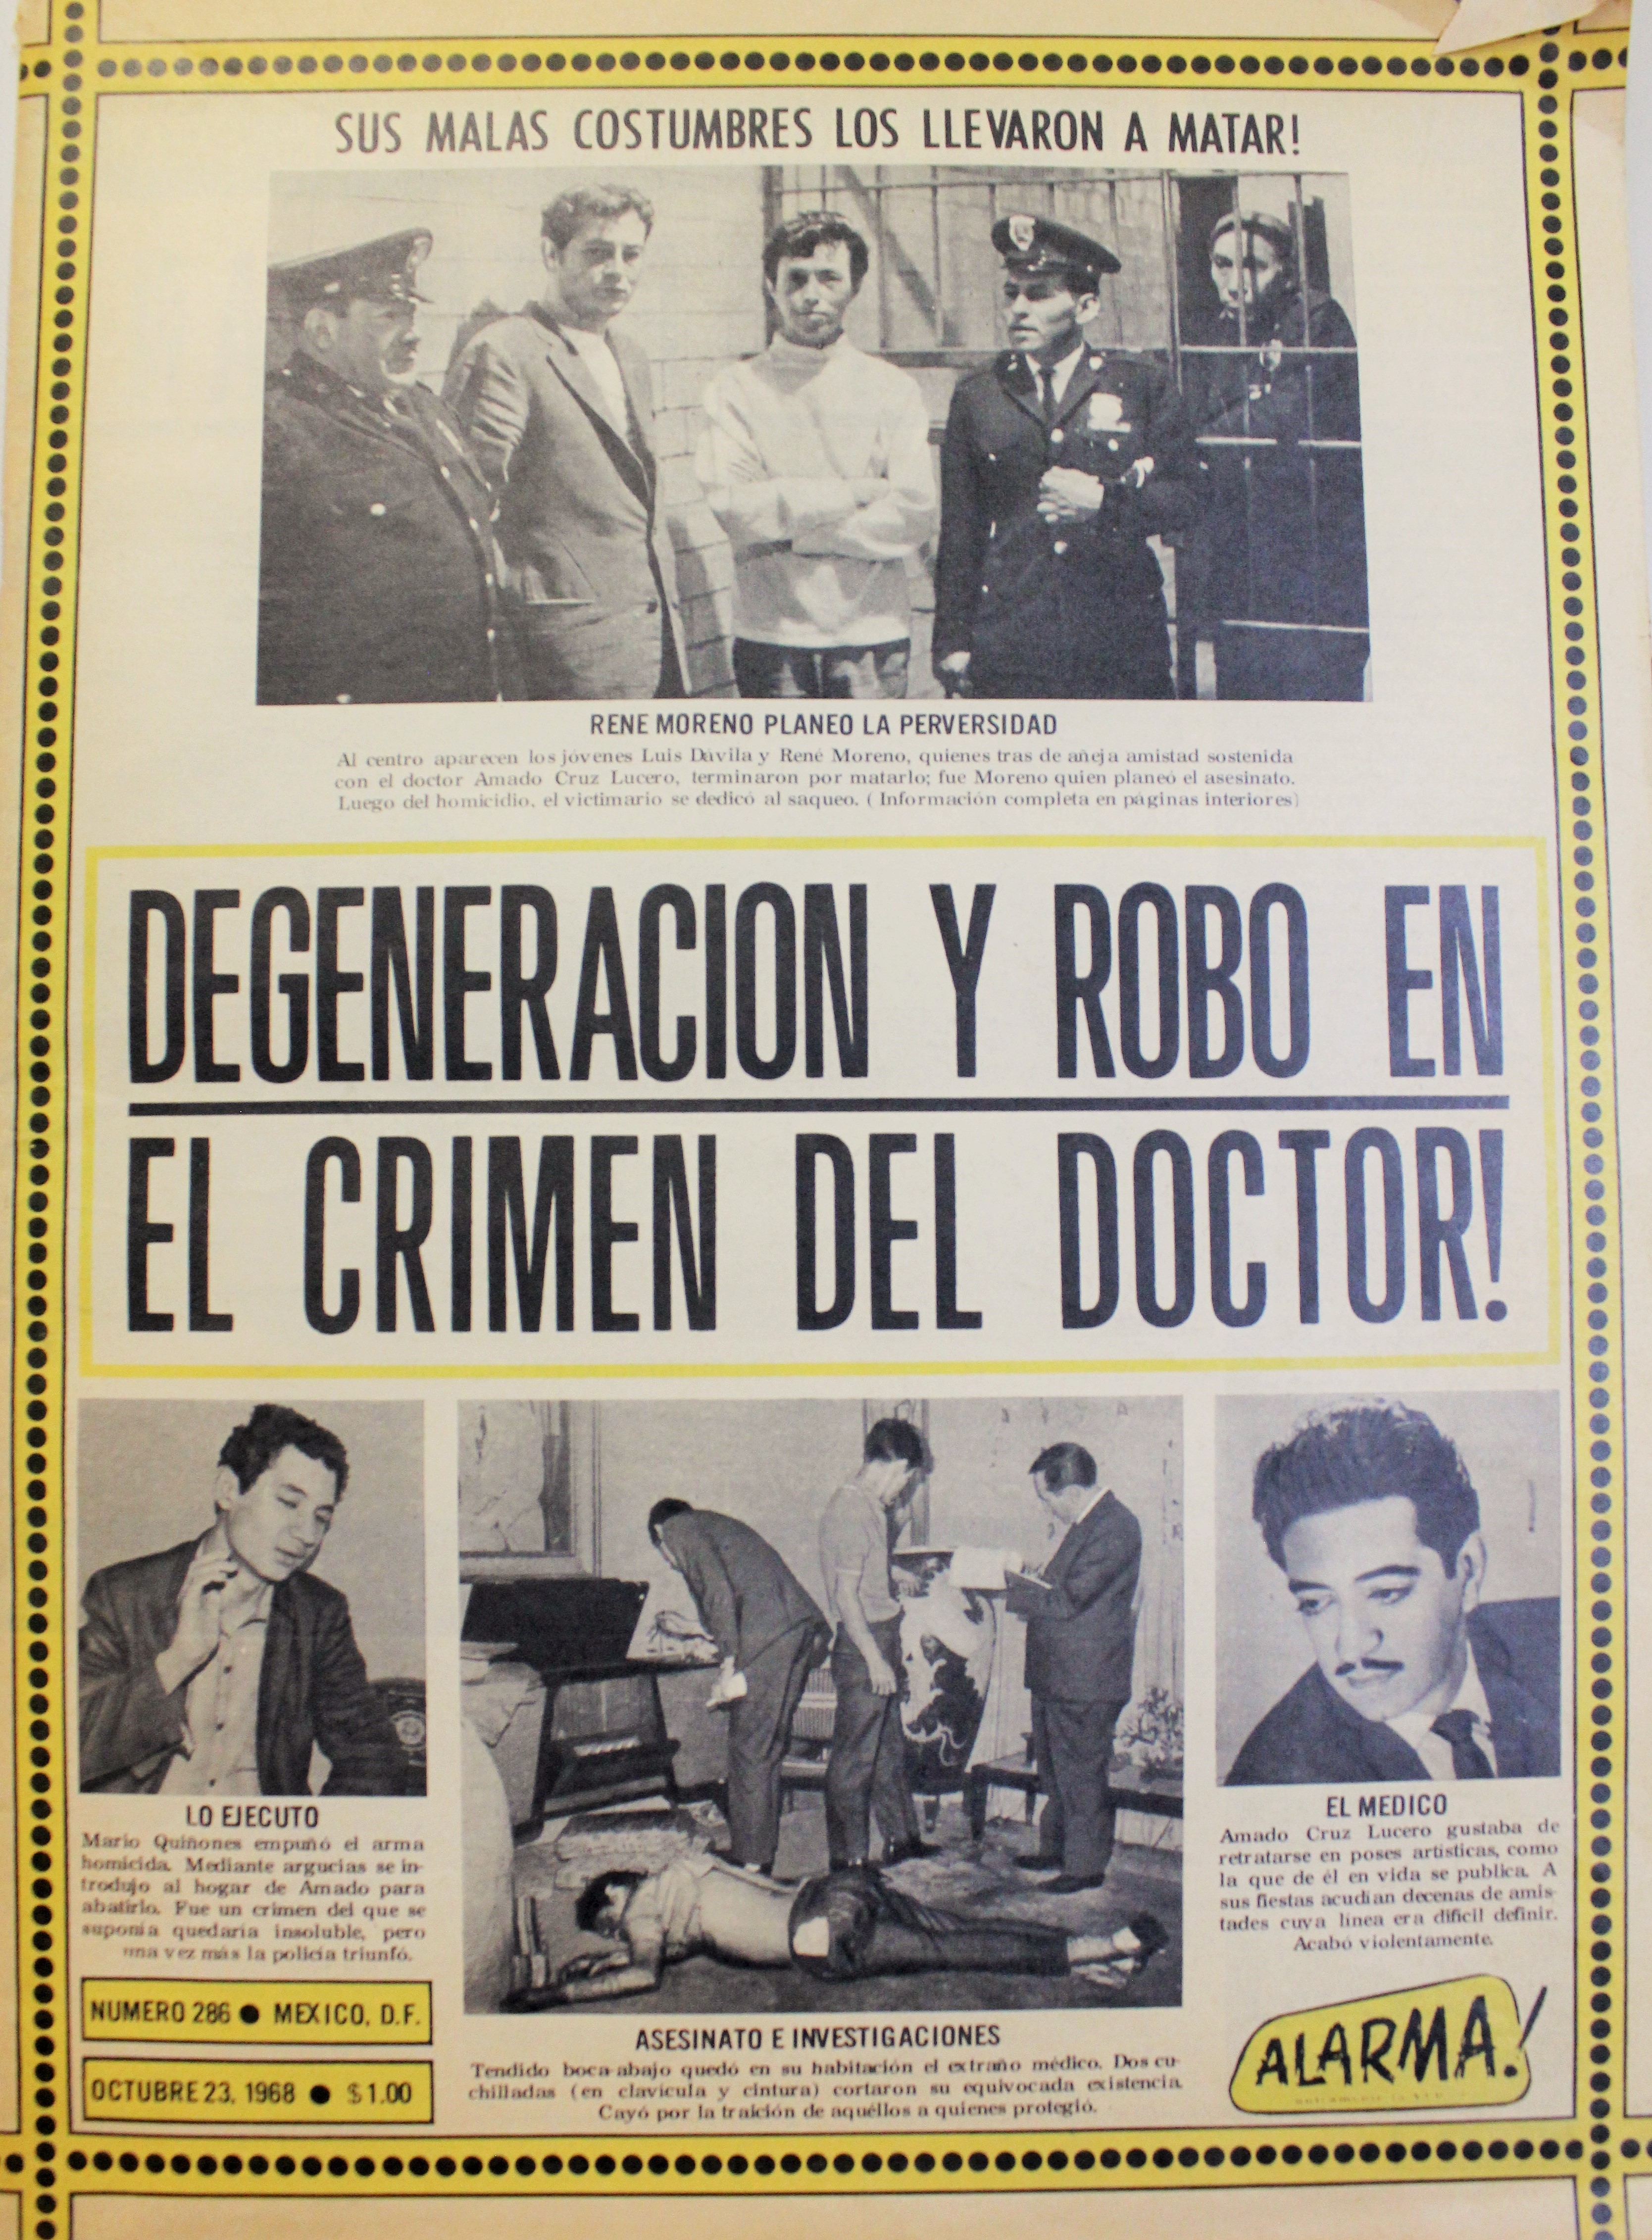 SUS MALAS COSTUMBRES LOS LLEVARON A MATAR!
RENE MORENO PLANEO LA PERVERSIDAD
Al centro aparecen los jóvenes Luis Dávila y René Moreno, quienes tras de añeja amistad sostenida
con el doctor Amado Cruz Lucero, terminaron por matarlo; fue Moreno quien planeó el asesinato.
Luego del homicidio, el victimario se dedicó al saqueo. ( Información completa en páginas interiores)
DEGENERACION Y ROBO EN
EL CRIMEN DEL DOCTOR!
LO EJECUTO
Mario Quiñones empuñó el arma
homicida. Mediante argucias se in-
trodujo al hogar de Amado para
abatirlo. Fue un crimen del que se
suponía quedaría insoluble, pero
una vez más la policía triunfó.
NUMERO 286 ● MEXICO, D.F.
OCTUBRE 23, 1968 ● $1.00
ASESINATO E INVESTIGACIONES
Tendido boca abajo quedó en su habitación el extraño médico. Dos cu-
chilladas (en clavícula y cintura) cortaron su equivocada existencia.
Cayó por la traición de aquéllos a quienes protegió.
EL MEDICO
Amado Cruz Lucero gustaba de
retratarse en poses artísticas, como
la que de él en vida se publica. A
sus fiestas acudían decenas de amis-
tades cuya línea era difícil definir.
Acabó violentamente.
ALARMA!